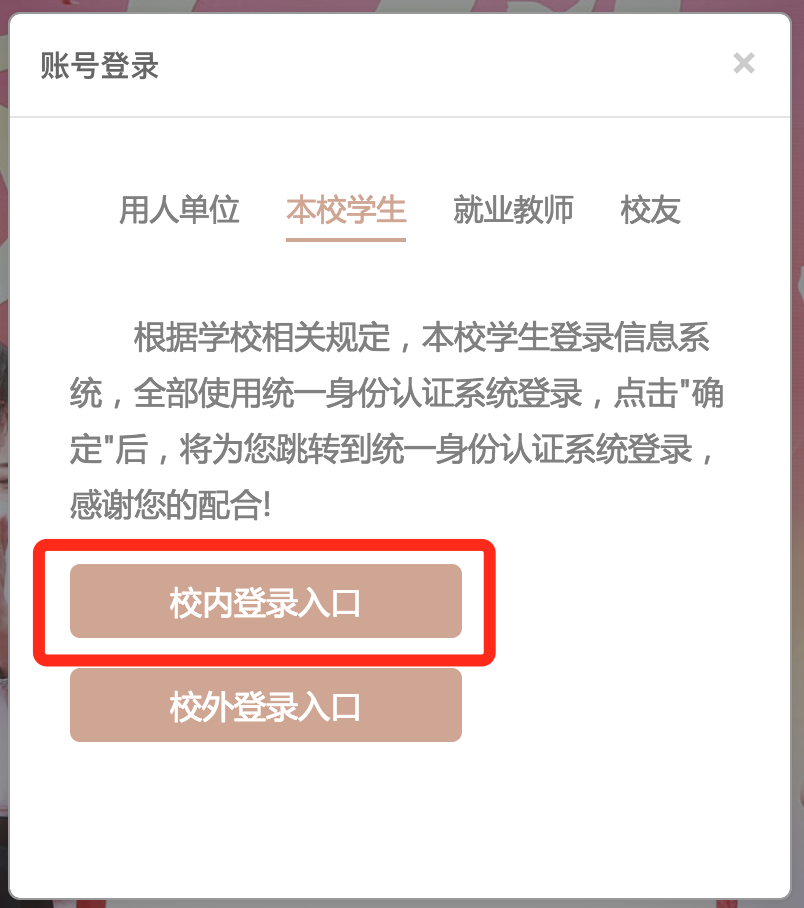 账号登录 ×
用人单位 本校学生 就业教师 校友
根据学校相关规定，本校学生登录信息系
统，全部使用统一身份认证系统登录，点击"确
定"后，将为您跳转到统一身份认证系统登录，
感谢您的配合!
校内登录入口
校外登录入口